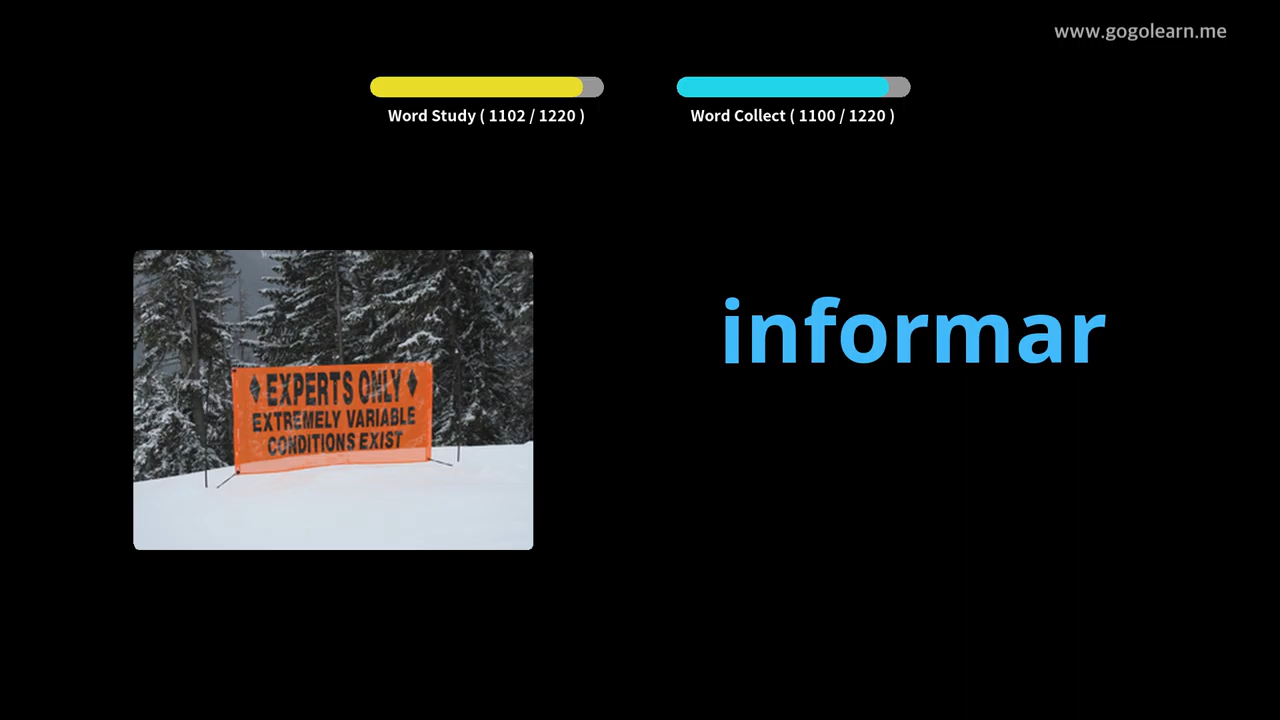 www.gogolearn.me
Word Study ( 1102 / 1220 )
Word Collect ( 1100 / 1220 )
informar
EXPERTS ONLY
EXTREMELY VARIABLE
CONDITIONS EXIST